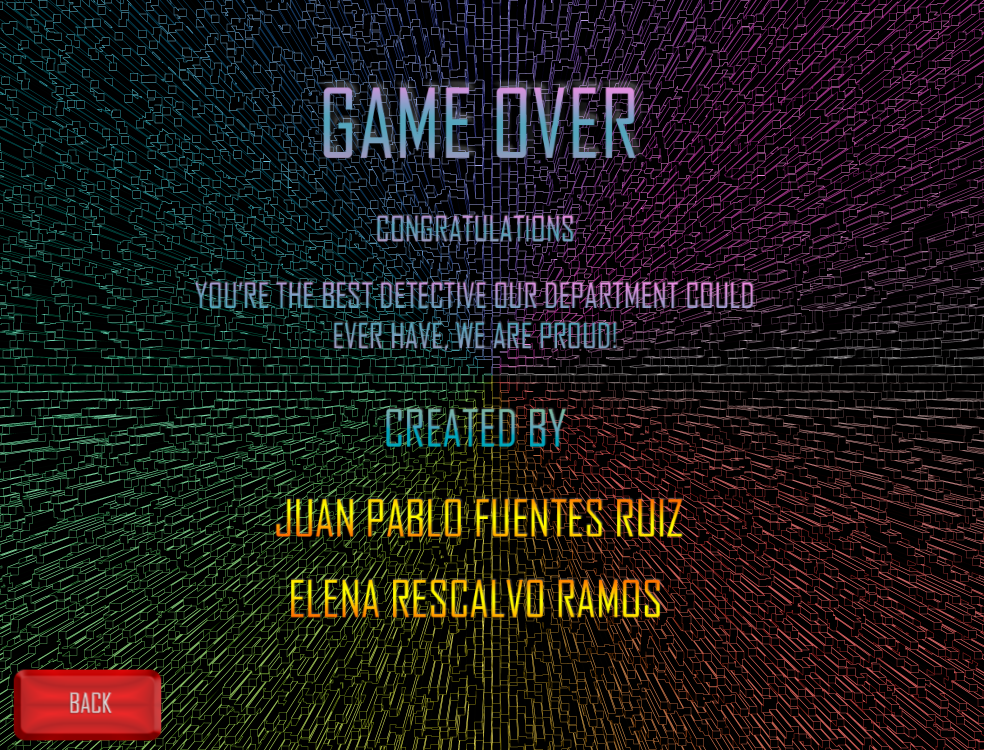 GAME OVER
CONGRATULATIONS
YOU'RE THE BEST DETECTIVE OUR DEPARTMENT COULD
EVER HAVE, WE ARE PROUD!
CREATED BY
JUAN PABLO FUENTES RUIZ
ELENA RESCALVO RAMOS
BACK